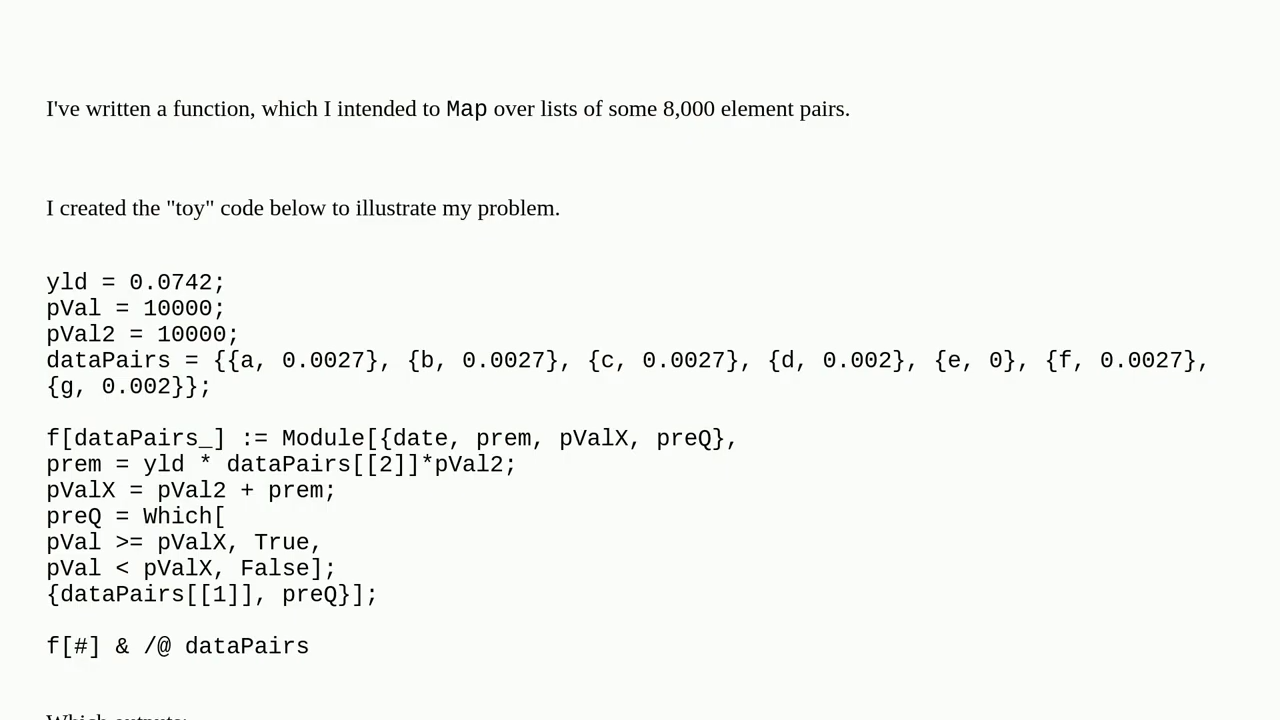 I've written a function, which I intended to Map over lists of some 8,000 element pairs.
I created the "toy" code below to illustrate my problem.
yld = 0.0742;
pVal = 10000;
pVal2 = 10000;
dataPairs = {{a, 0.0027}, {b, 0.0027}, {c, 0.0027}, {d, 0.002}, {e, 0}, {f, 0.0027},
{g, 0.002}};
f[dataPairs_] := Module[{date, prem, pValX, preQ},
prem = yld * dataPairs[[2]]*pVal2;
pValX = pVal2 + prem;
preQ = Which[
pVal >= pValX, True,
pVal < pValX, False];
{dataPairs[[1]], preQ}];
f[#] & /@ dataPairs
Which outputs: